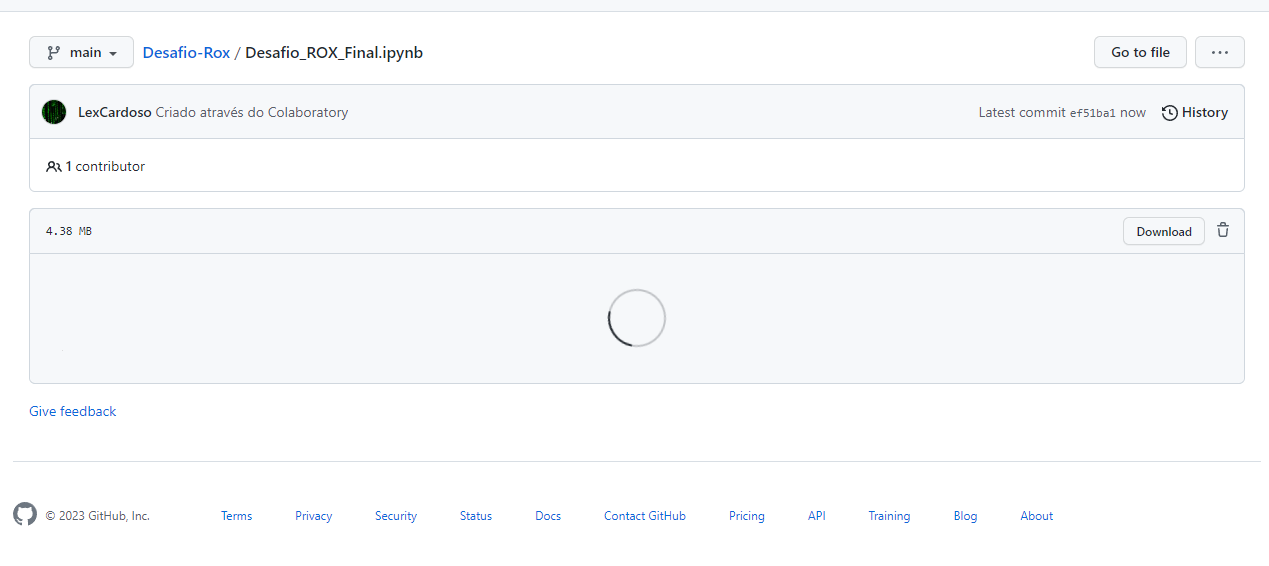 main Desafio-Rox / Desafio_ROX_Final.ipynb Go to file ...
LexCardoso Criado através do Colaboratory Latest commit ef51ba1 now History
1 contributor
4.38 MB Download
Give feedback
© 2023 GitHub, Inc. Terms Privacy Security Status Docs Contact GitHub Pricing API Training Blog About